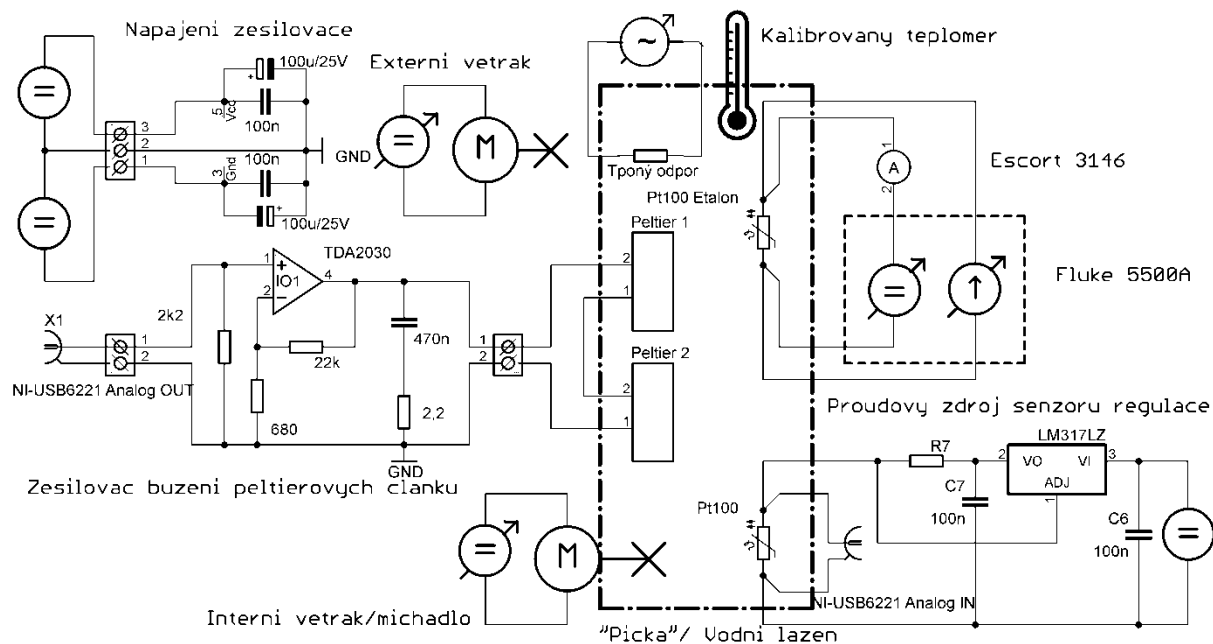 Napajeni zesilovace
100u/25V
+
5
Vcc
100n
3
2
1
100n
3
Gnd
+
100u/25V
GND
Externi vetrak
M
~
Tponý odpor
Kalibrovany teplomer
Pt100 Etalon
1
A
2
Escort 3146
Fluke 5500A
TDA2030
1
+
IO1
4
2
-
X1
1
2
2k2
22k
470n
680
2,2
GND
1
2
NI-USB6221 Analog OUT
Zesilovac buzeni peltierovych clanku
Peltier 1
2
1
Peltier 2
2
1
Proudovy zdroj senzoru regulace
LM317LZ
R7
2
VO
VI
3
ADJ
1
C7
100n
C6
100n
Pt100
NI-USB6221 Analog IN
M
Interni vetrak/michadlo
"Picka"/ Vodni lazen